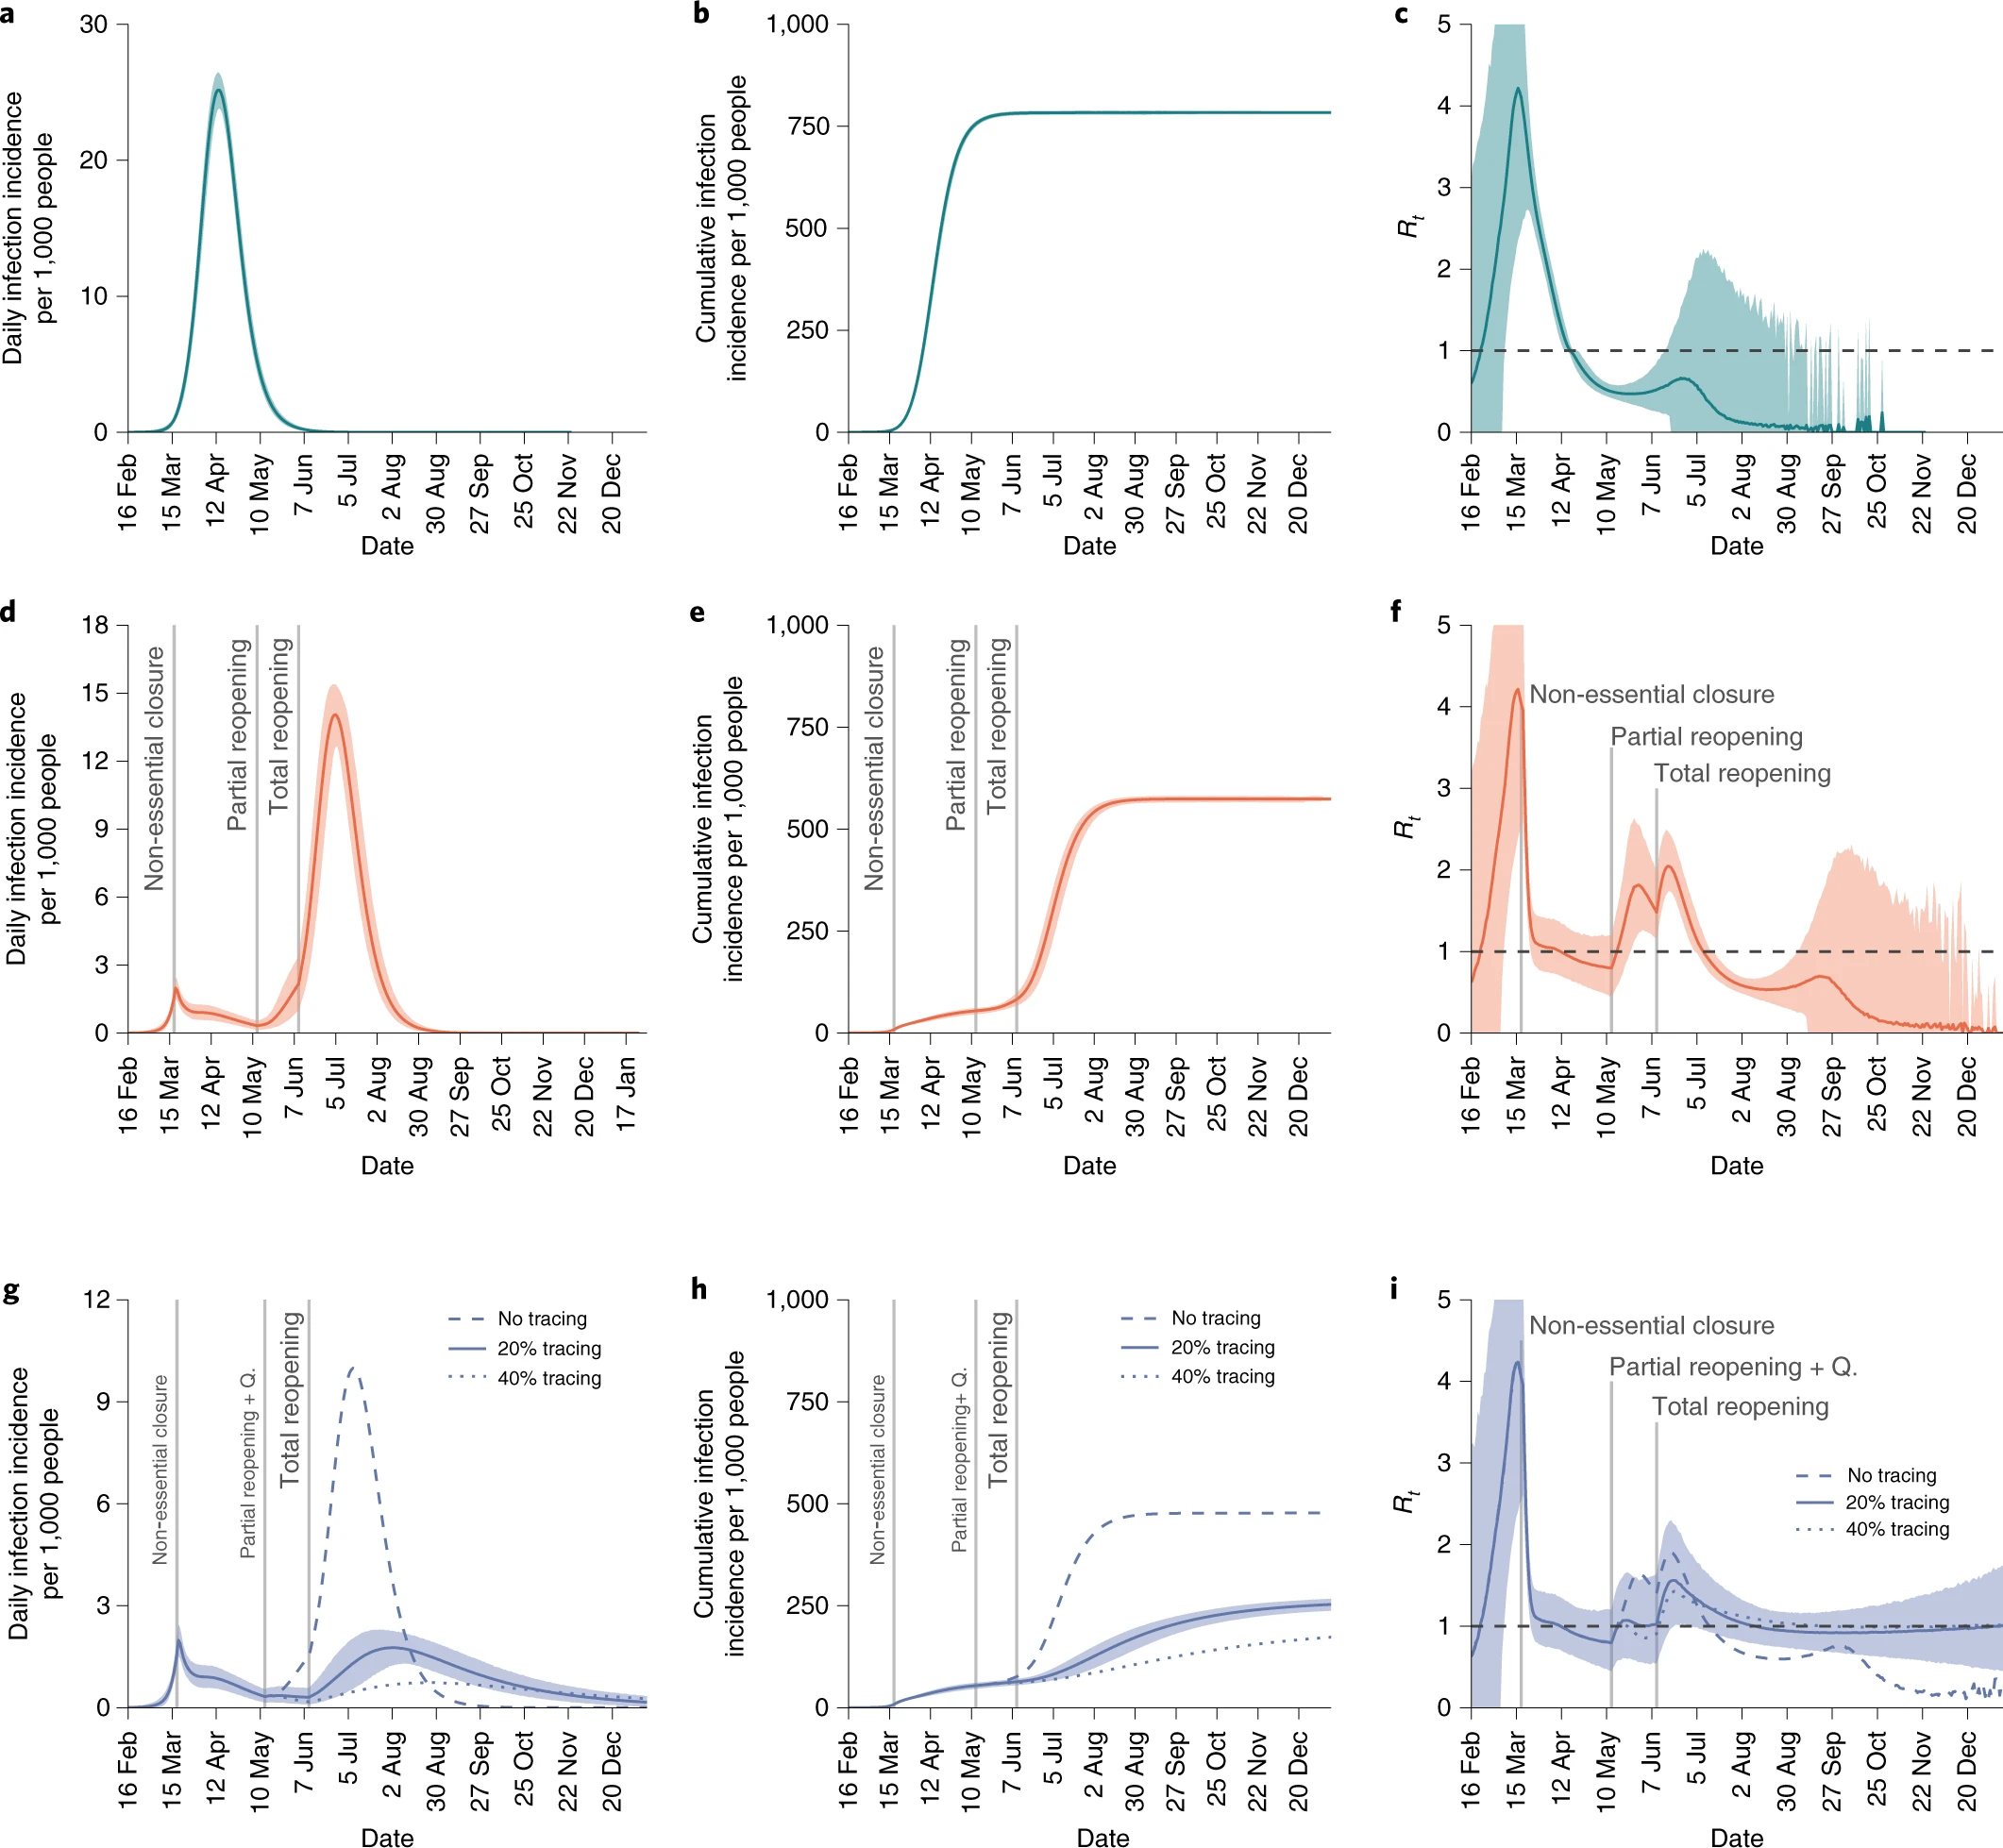 a
Daily infection incidence
per 1,000 people
30
20
10
0
16 Feb
15 Mar
12 Apr
10 May
7 Jun
5 Jul
2 Aug
30 Aug
27 Sep
25 Oct
22 Nov
20 Dec
Date
b
Cumulative infection
incidence per 1,000 people
1,000
750
500
250
0
16 Feb
15 Mar
12 Apr
10 May
7 Jun
5 Jul
2 Aug
30 Aug
27 Sep
25 Oct
22 Nov
20 Dec
Date
c
Rt
5
4
3
2
1
0
16 Feb
15 Mar
12 Apr
10 May
7 Jun
5 Jul
2 Aug
30 Aug
27 Sep
25 Oct
22 Nov
20 Dec
Date
d
Daily infection incidence
per 1,000 people
18
15
12
9
6
3
0
Non-essential closure
Partial reopening
Total reopening
16 Feb
15 Mar
12 Apr
10 May
7 Jun
5 Jul
2 Aug
30 Aug
27 Sep
25 Oct
22 Nov
20 Dec
17 Jan
Date
e
Cumulative infection
incidence per 1,000 people
1,000
750
500
250
0
Non-essential closure
Partial reopening
Total reopening
16 Feb
15 Mar
12 Apr
10 May
7 Jun
5 Jul
2 Aug
30 Aug
27 Sep
25 Oct
22 Nov
20 Dec
Date
f
Rt
5
4
3
2
1
0
Non-essential closure
Partial reopening
Total reopening
16 Feb
15 Mar
12 Apr
10 May
7 Jun
5 Jul
2 Aug
30 Aug
27 Sep
25 Oct
22 Nov
20 Dec
Date
g
Daily infection incidence
per 1,000 people
12
9
6
3
0
Non-essential closure
Partial reopening + Q.
Total reopening
No tracing
20% tracing
40% tracing
16 Feb
15 Mar
12 Apr
10 May
7 Jun
5 Jul
2 Aug
30 Aug
27 Sep
25 Oct
22 Nov
20 Dec
Date
h
Cumulative infection
incidence per 1,000 people
1,000
750
500
250
0
Non-essential closure
Partial reopening+ Q.
Total reopening
No tracing
20% tracing
40% tracing
16 Feb
15 Mar
12 Apr
10 May
7 Jun
5 Jul
2 Aug
30 Aug
27 Sep
25 Oct
22 Nov
20 Dec
Date
i
Rt
5
4
3
2
1
0
Non-essential closure
Partial reopening + Q.
Total reopening
No tracing
20% tracing
40% tracing
16 Feb
15 Mar
12 Apr
10 May
7 Jun
5 Jul
2 Aug
30 Aug
27 Sep
25 Oct
22 Nov
20 Dec
Date